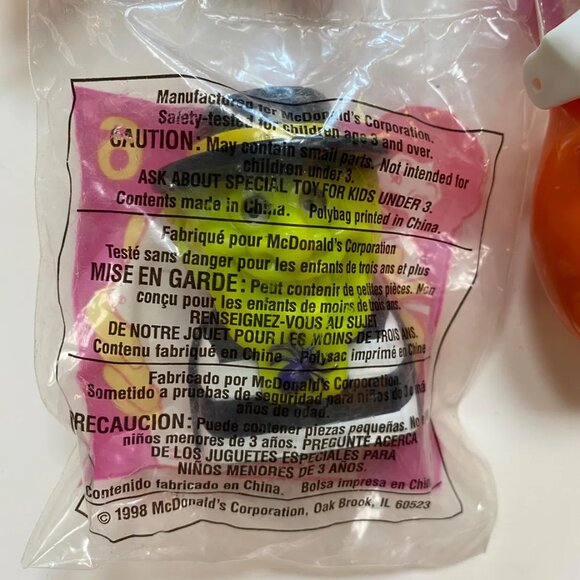 6
Manufactured for McDonald's Corporation.
Safety-tested for children age 3 and over.
CAUTION: May contain small parts. Not intended for
children under 3.
ASK ABOUT SPECIAL TOY FOR KIDS UNDER 3.
Contents made in China. Polybag printed in China.
Fabriqué pour McDonald's Corporation
Testé sans danger pour les enfants de trois ans et plus
MISE EN GARDE: Peut contenir de petites pièces. Non
conçu pour les enfants de moins de trois ans.
RENSEIGNEZ-VOUS AU SUJET
DE NOTRE JOUET POUR LES MOINS DE TROIS ANS.
Contenu fabriqué en Chine Polysac imprimé en Chine
Fabricado por McDonald's Corporation.
Sometido a pruebas de seguridad para niños de 3 o má
años de edad.
PRECAUCION: Puede contener piezas pequeñas. No
niños menores de 3 años. PREGUNTE ACERCA
DE LOS JUGUETES ESPECIALES PARA
NIÑOS MENORES DE 3 AÑOS.
Contenido fabricado en China. Bolsa impresa en Chin
© 1998 McDonald's Corporation, Oak Brook, IL 60523